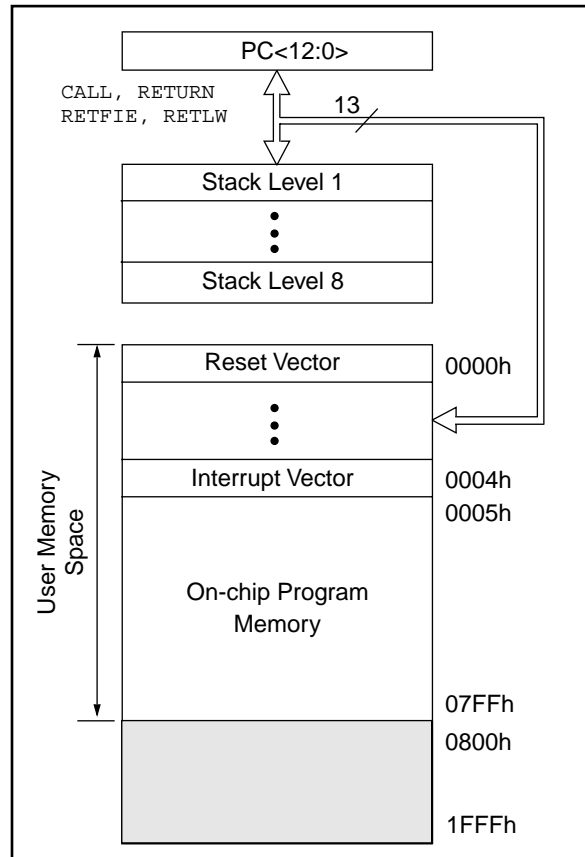 PC<12:0>
CALL, RETURN
RETFIE, RETLW
13
Stack Level 1
Stack Level 8
Reset Vector
0000h
Interrupt Vector
0004h
0005h
User Memory
Space
On-chip Program
Memory
07FFh
0800h
1FFFh